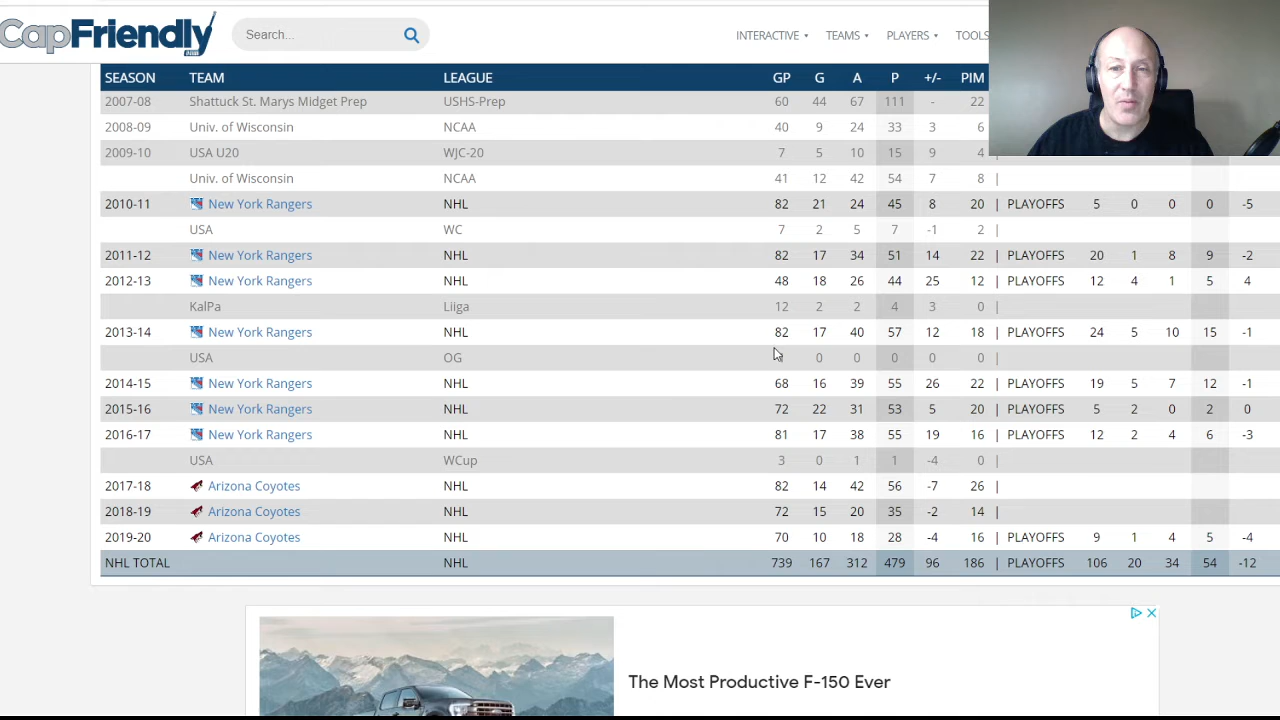 CapFriendly
Search...
INTERACTIVE TEAMS PLAYERS TOOLS
SEASON TEAM LEAGUE GP G A P +/- PIM
2007-08 Shattuck St. Marys Midget Prep USHS-Prep 60 44 67 111 - 22
2008-09 Univ. of Wisconsin NCAA 40 9 24 33 3 6
2009-10 USA U20 WJC-20 7 5 10 15 9 4
Univ. of Wisconsin NCAA 41 12 42 54 7 8 |
2010-11 New York Rangers NHL 82 21 24 45 8 20 | PLAYOFFS 5 0 0 0 -5
USA WC 7 2 5 7 -1 2 |
2011-12 New York Rangers NHL 82 17 34 51 14 22 | PLAYOFFS 20 1 8 9 -2
2012-13 New York Rangers NHL 48 18 26 44 25 12 | PLAYOFFS 12 4 1 5 4
KalPa Liiga 12 2 2 4 3 0 |
2013-14 New York Rangers NHL 82 17 40 57 12 18 | PLAYOFFS 24 5 10 15 -1
USA OG 0 0 0 0 0 |
2014-15 New York Rangers NHL 68 16 39 55 26 22 | PLAYOFFS 19 5 7 12 -1
2015-16 New York Rangers NHL 72 22 31 53 5 20 | PLAYOFFS 5 2 0 2 0
2016-17 New York Rangers NHL 81 17 38 55 19 16 | PLAYOFFS 12 2 4 6 -3
USA WCup 3 0 1 1 -4 0 |
2017-18 Arizona Coyotes NHL 82 14 42 56 -7 26 |
2018-19 Arizona Coyotes NHL 72 15 20 35 -2 14 |
2019-20 Arizona Coyotes NHL 70 10 18 28 -4 16 | PLAYOFFS 9 1 4 5 -4
NHL TOTAL NHL 739 167 312 479 96 186 | PLAYOFFS 106 20 34 54 -12
The Most Productive F-150 Ever